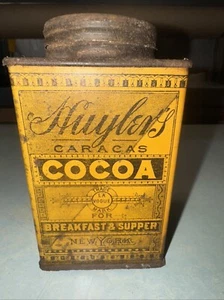 Huyler's
CARACAS
COCOA
FOR
BREAKFAST & SUPPER
NEW YORK